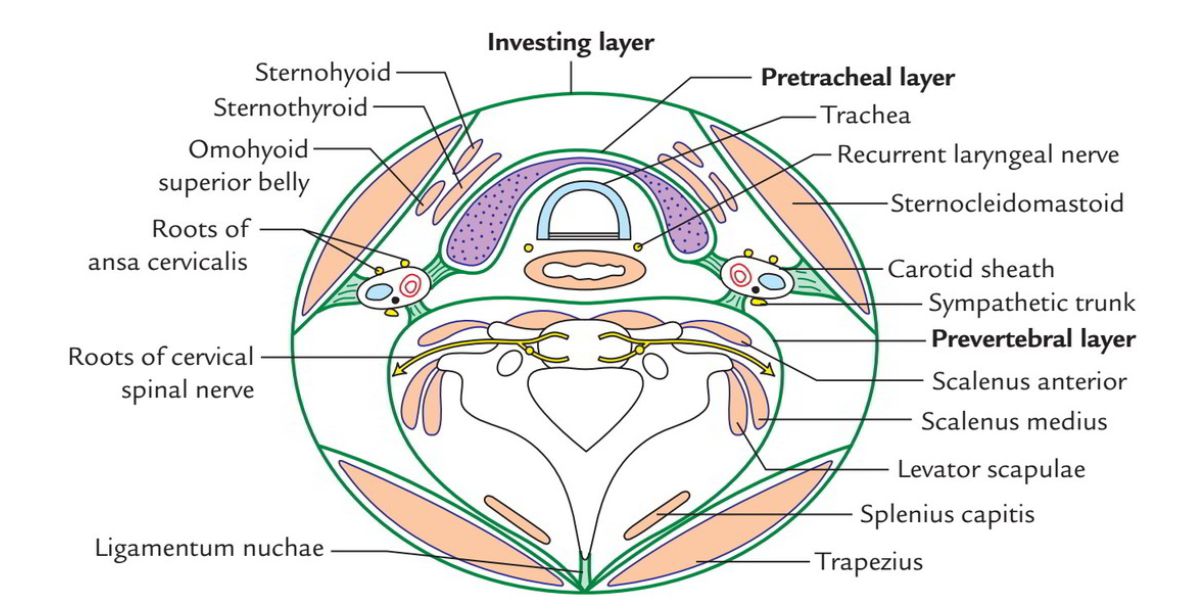 Investing layer
Sternohyoid
Pretracheal layer
Sternothyroid
Trachea
Omohyoid
superior belly
Recurrent laryngeal nerve
Sternocleidomastoid
Roots of
ansa cervicalis
Carotid sheath
Sympathetic trunk
Prevertebral layer
Roots of cervical
spinal nerve
Scalenus anterior
Scalenus medius
Levator scapulae
Splenius capitis
Ligamentum nuchae
Trapezius